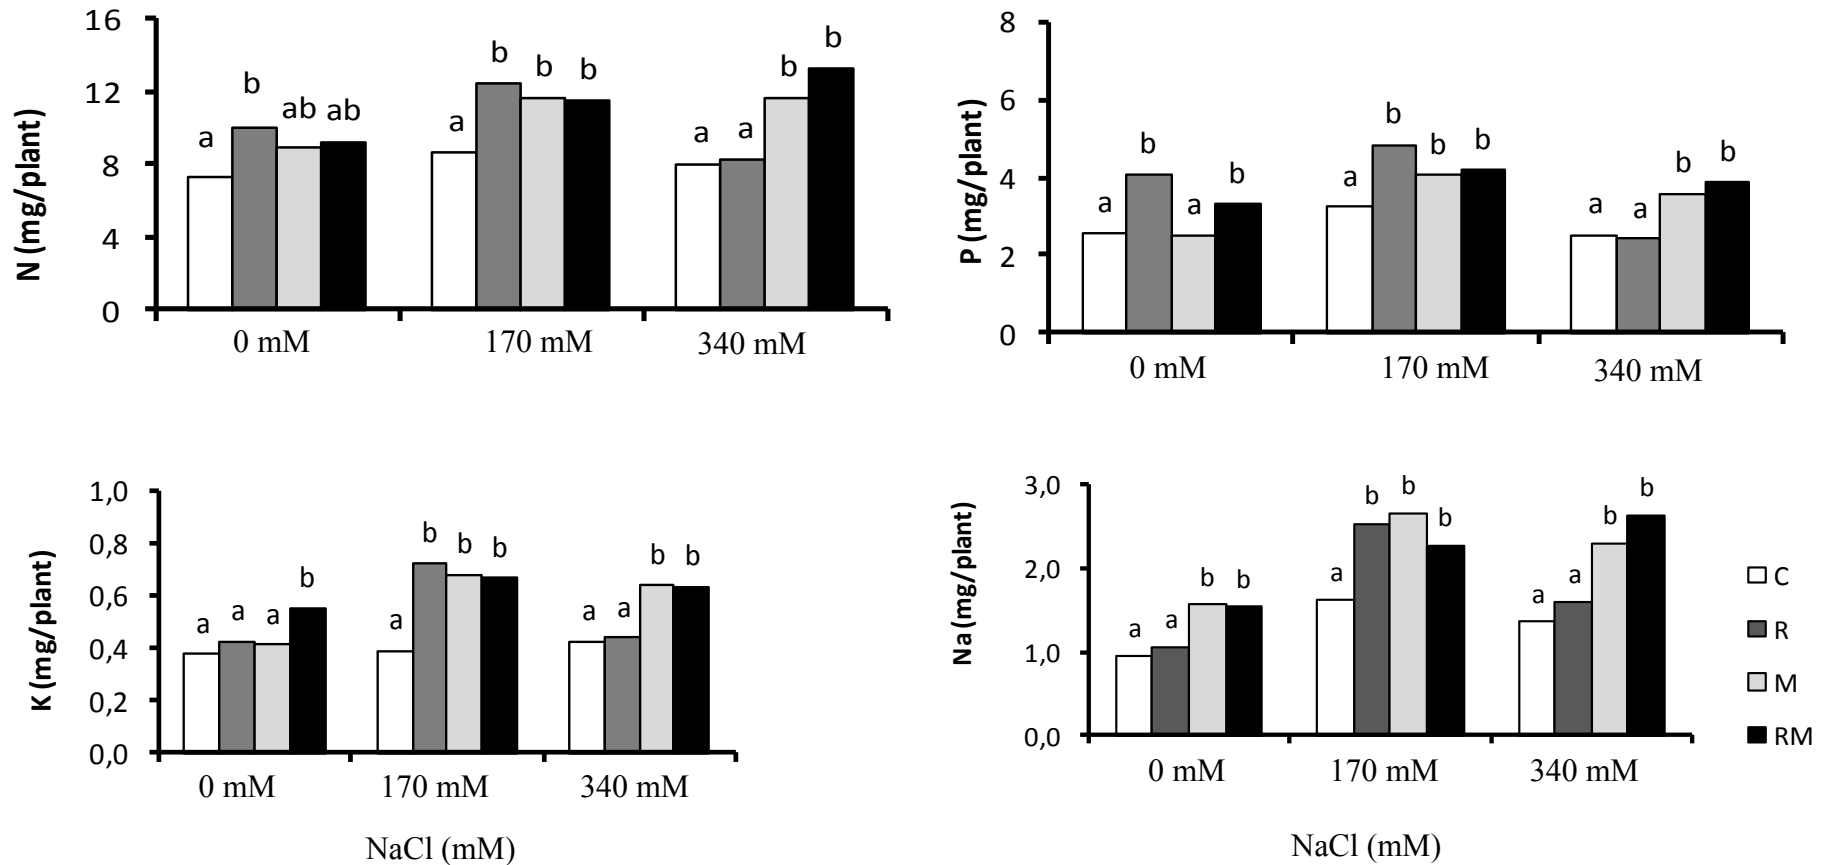 N (mg/plant)
16
12
8
4
0
a b ab ab
a b b b
a a b b
0 mM 170 mM 340 mM
P (mg/plant)
8
6
4
2
0
a b a b
a b b b
a a b b
0 mM 170 mM 340 mM
K (mg/plant)
1,0
0,8
0,6
0,4
0,2
0,0
a a a b
a b b b
a a b b
0 mM 170 mM 340 mM
NaCl (mM)
Na (mg/plant)
3,0
2,0
1,0
0,0
a a b b
a b b b
a a b b
0 mM 170 mM 340 mM
NaCl (mM)
C
R
M
RM